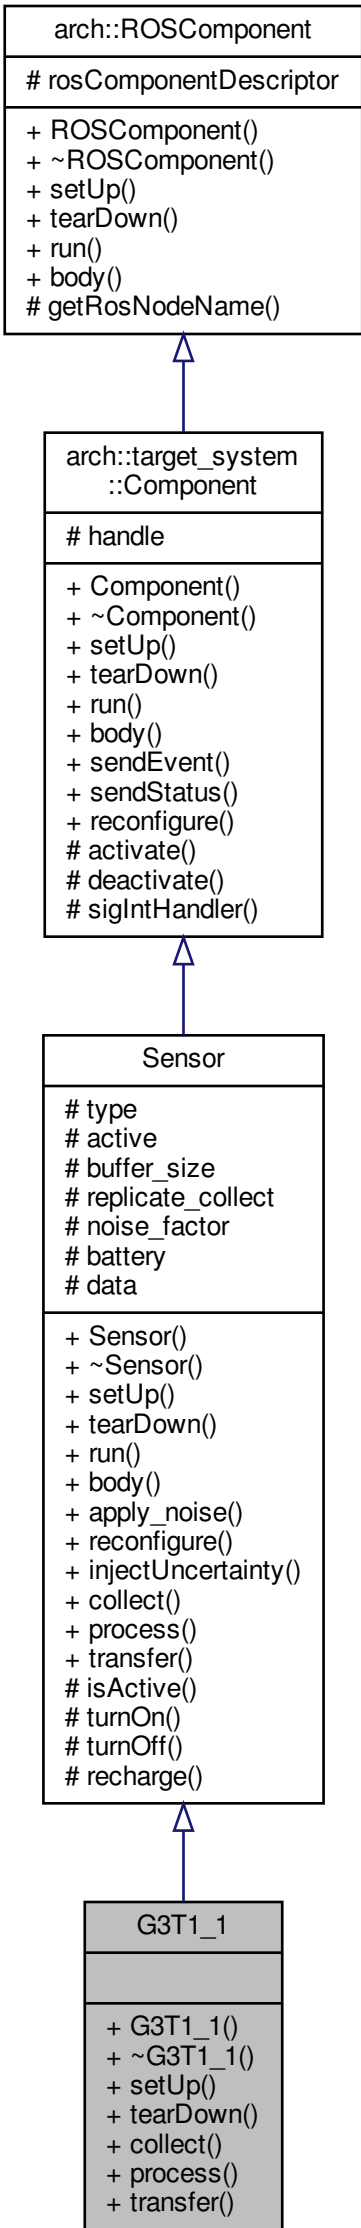 arch::ROSComponent
# rosComponentDescriptor
+ ROSComponent()
+ ~ROSComponent()
+ setUp()
+ tearDown()
+ run()
+ body()
# getRosNodeName()
arch::target_system
::Component
# handle
+ Component()
+ ~Component()
+ setUp()
+ tearDown()
+ run()
+ body()
+ sendEvent()
+ sendStatus()
+ reconfigure()
# activate()
# deactivate()
# sigIntHandler()
Sensor
# type
# active
# buffer_size
# replicate_collect
# noise_factor
# battery
# data
+ Sensor()
+ ~Sensor()
+ setUp()
+ tearDown()
+ run()
+ body()
+ apply_noise()
+ reconfigure()
+ injectUncertainty()
+ collect()
+ process()
+ transfer()
# isActive()
# turnOn()
# turnOff()
# recharge()
G3T1_1
+ G3T1_1()
+ ~G3T1_1()
+ setUp()
+ tearDown()
+ collect()
+ process()
+ transfer()